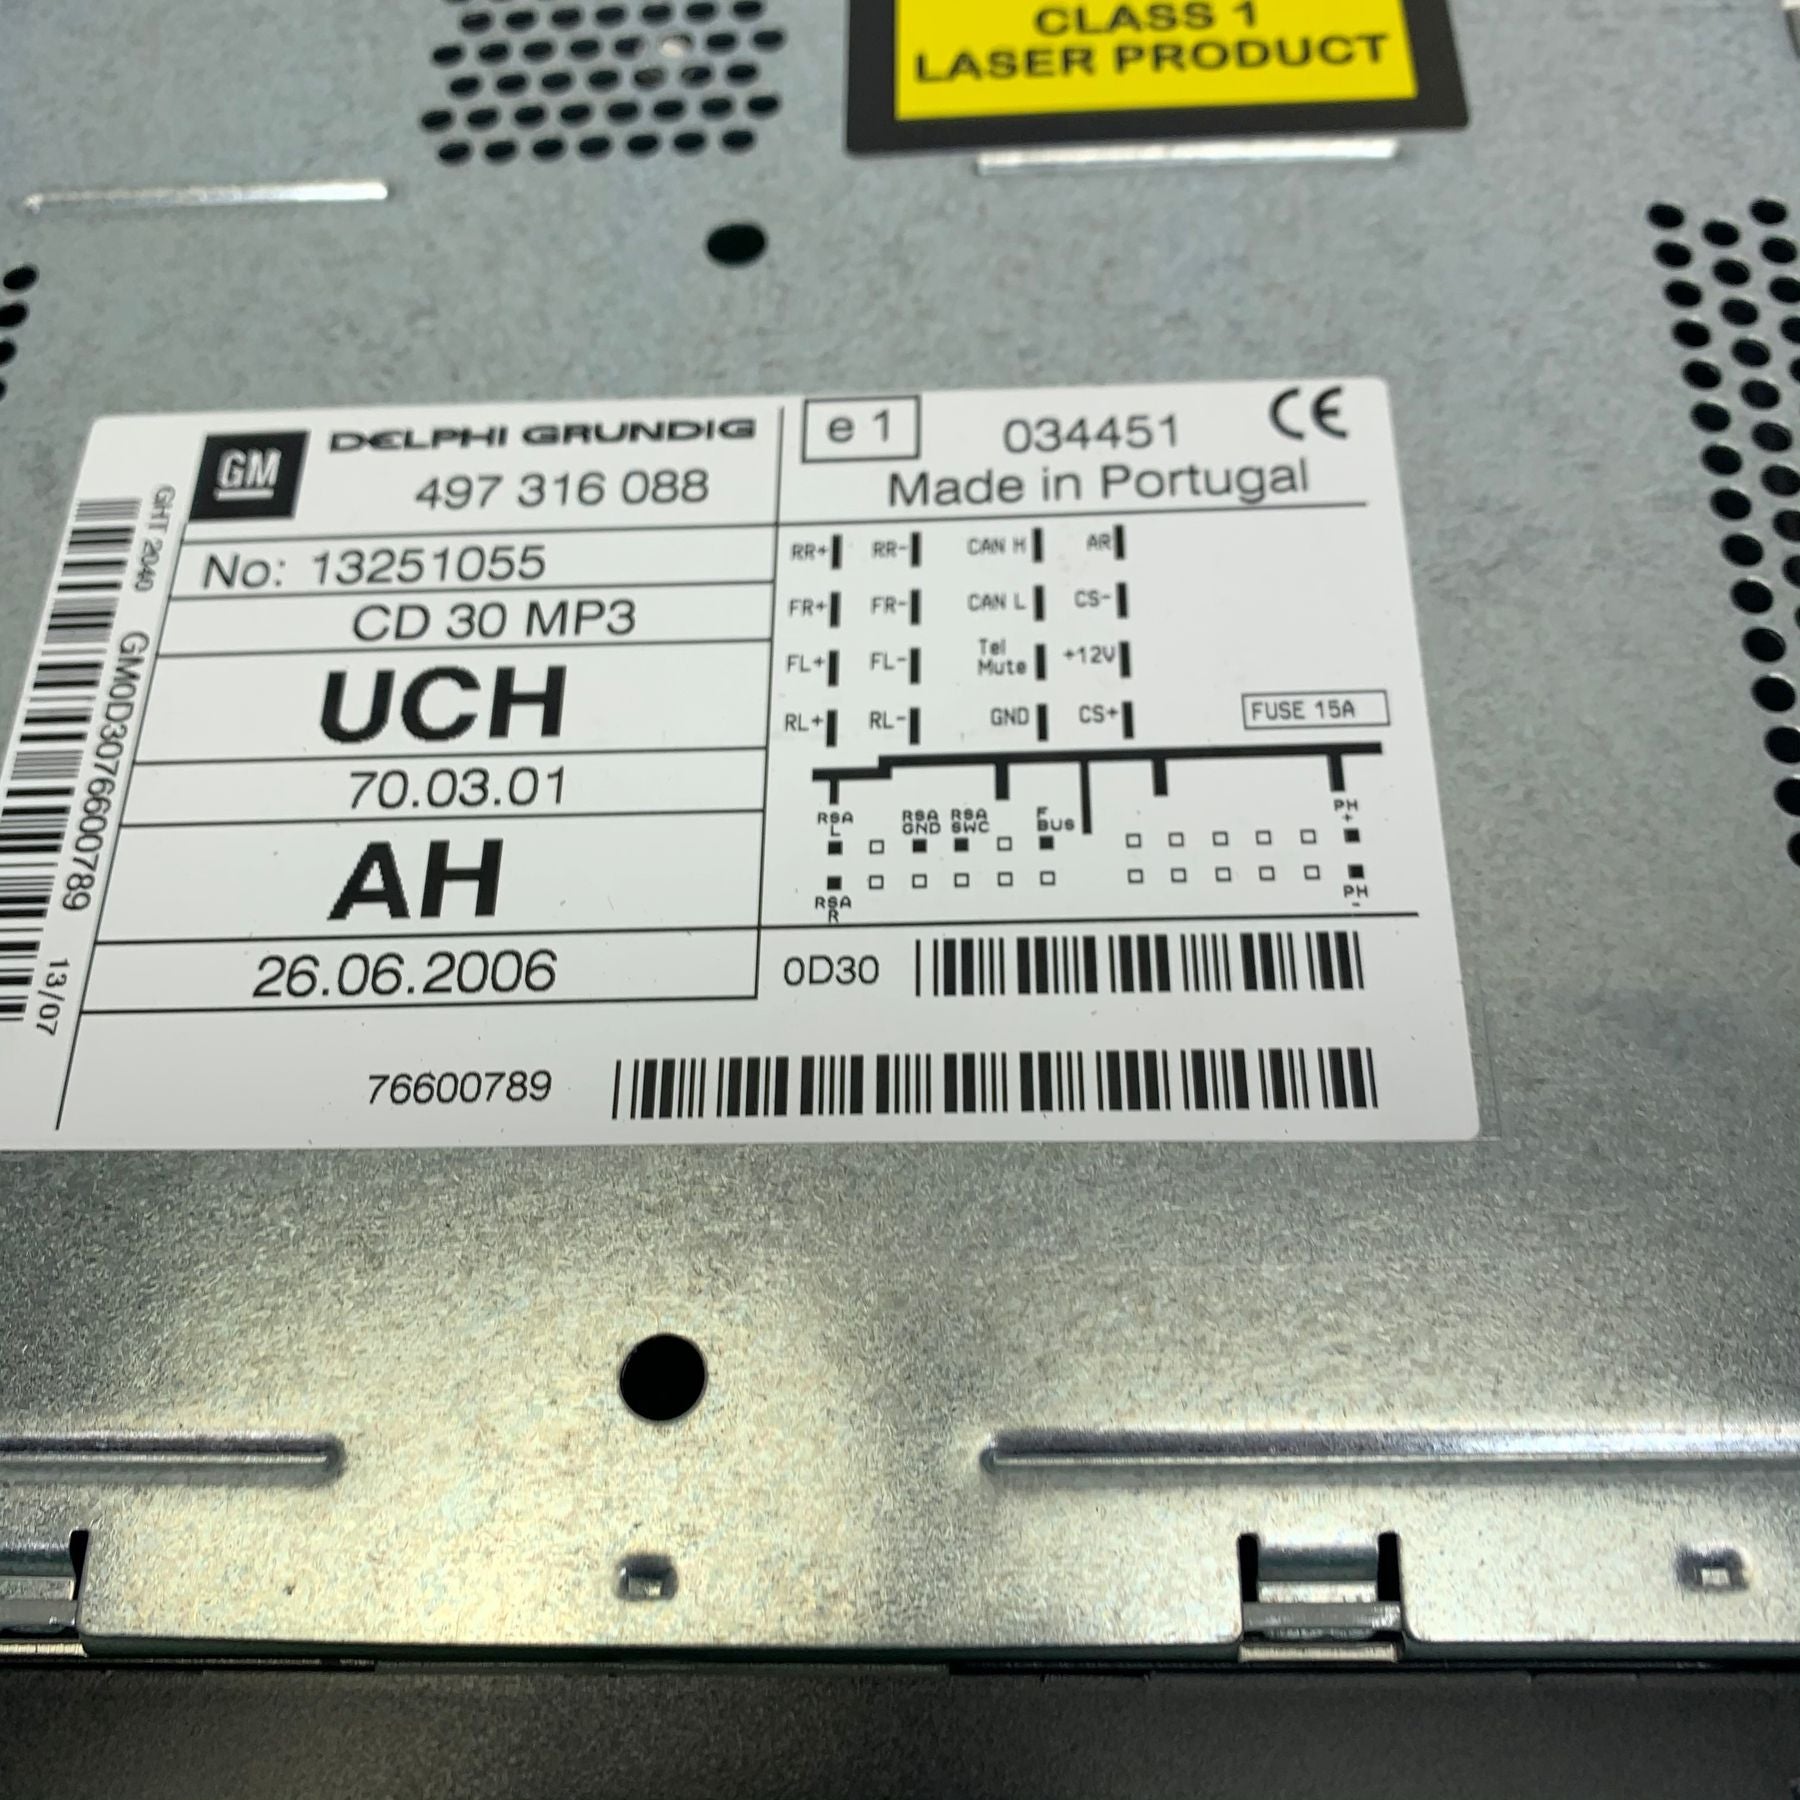 CLASS 1
LASER PRODUCT
GM DELPHI GRUNDIG
497 316 088
e1 034451 CE
Made in Portugal
No: 13251055
CD 30 MP3
UCH
70.03.01
AH
26.06.2006
RR+ RR- CAN H AR
FR+ FR- CAN L CS-
FL+ FL- Tel Mute +12V
RL+ RL- GND CS+
FUSE 15A
RSA L RSA GND RSA SWC F BUS PH +
RSA R PH -
0D30
76600789
GHT 2040
GM0D3076600789
13/07